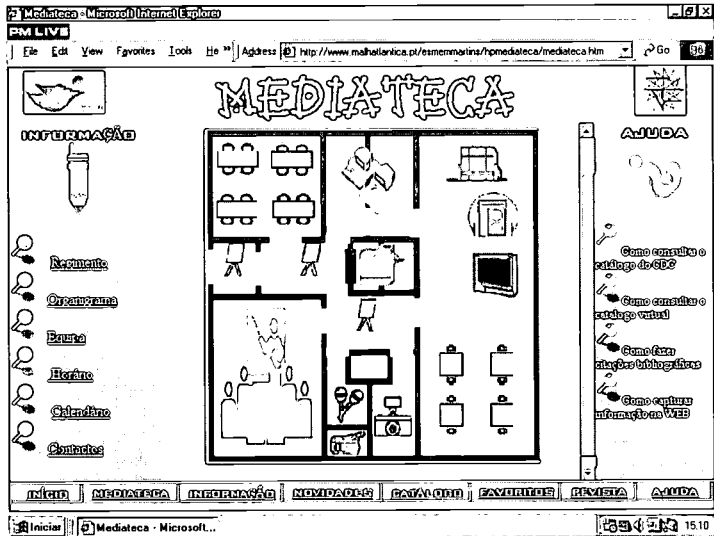 Mediateca - Microsoft Internet Explorer
PM LIVE
File Edit View Favorites Tools He » Address http://www.malhatlantica.pt/esmemmartins/hpmediateca/mediateca.htm Go
MEDIATECA
INFORMAÇÃO
Regimento
Organograma
Equipa
Horário
Calendário
Contactos
AJUDA
Como consultar o
catálogo do CDC
Como consultar o
catálogo virtual
Como fazer
citações bibliográficas
Como capturar
informação na WEB
INÍCIO MEDIATECA INFORMAÇÃO NOVIDADES CATÁLOGO FAVORITOS REVISTA AJUDA
Iniciar Mediateca - Microsoft... 15.10